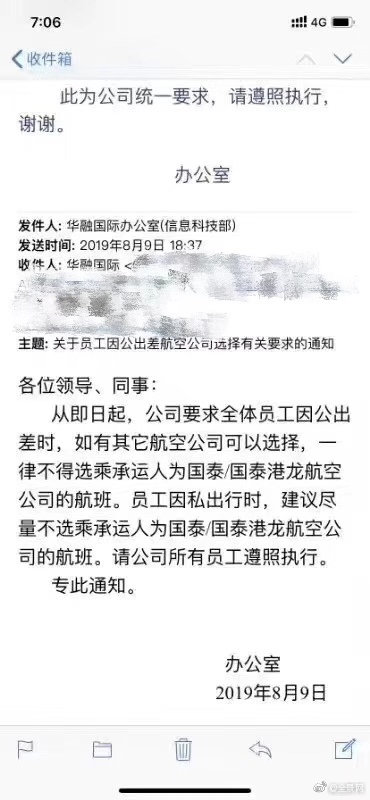 7:06
4G
收件箱
此为公司统一要求，请遵照执行，
谢谢。
办公室
发件人: 华融国际办公室(信息科技部)
发送时间: 2019年8月9日 18:37
收件人: 华融国际 <
主题: 关于员工因公出差航空公司选择有关要求的通知
各位领导、同事：
从即日起，公司要求全体员工因公出
差时，如有其它航空公司可以选择，一
律不得选乘承运人为国泰/国泰港龙航空
公司的航班。员工因私出行时，建议尽
量不选乘承运人为国泰/国泰港龙航空公
司的航班。请公司所有员工遵照执行。
专此通知。
办公室
2019年8月9日